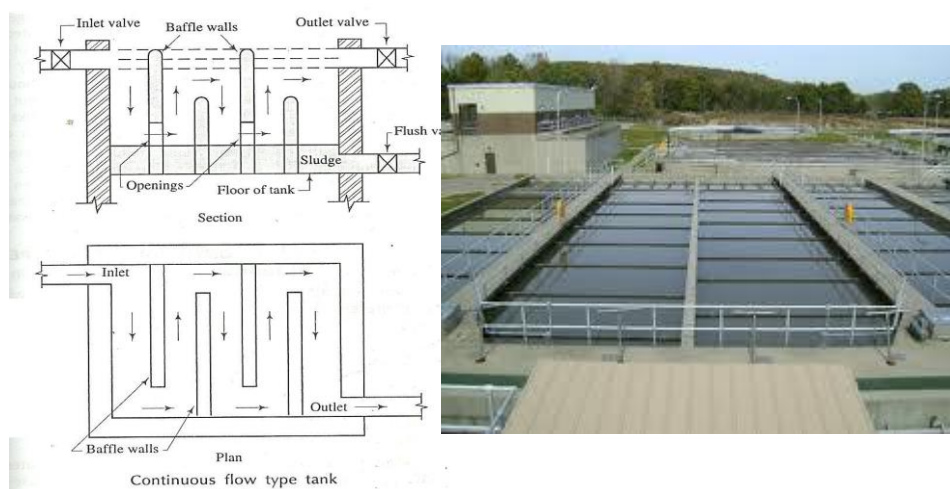 Inlet valve
Baffle walls
Outlet valve
Flush va
Sludge
Openings
Floor of tank
Section
Inlet
Outlet
Baffle walls
Plan
Continuous flow type tank